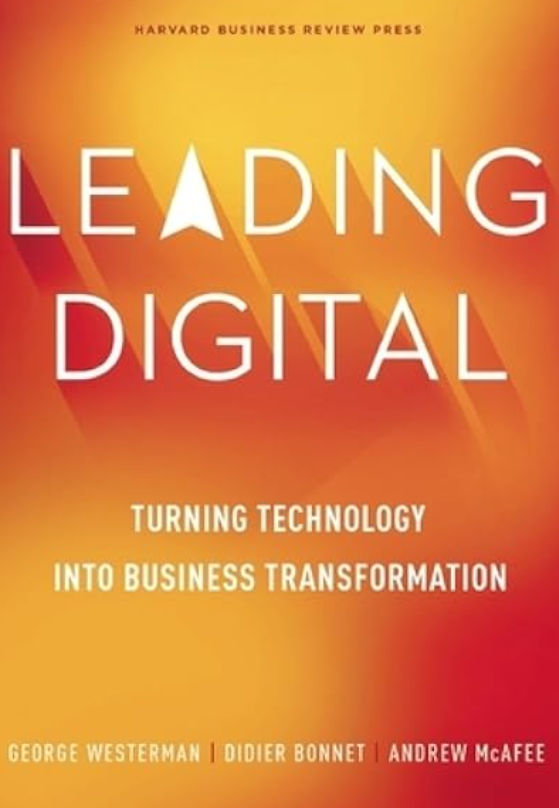 HARVARD BUSINESS REVIEW PRESS
LEADING
DIGITAL
TURNING TECHNOLOGY
INTO BUSINESS TRANSFORMATION
GEORGE WESTERMAN | DIDIER BONNET | ANDREW McAFEE